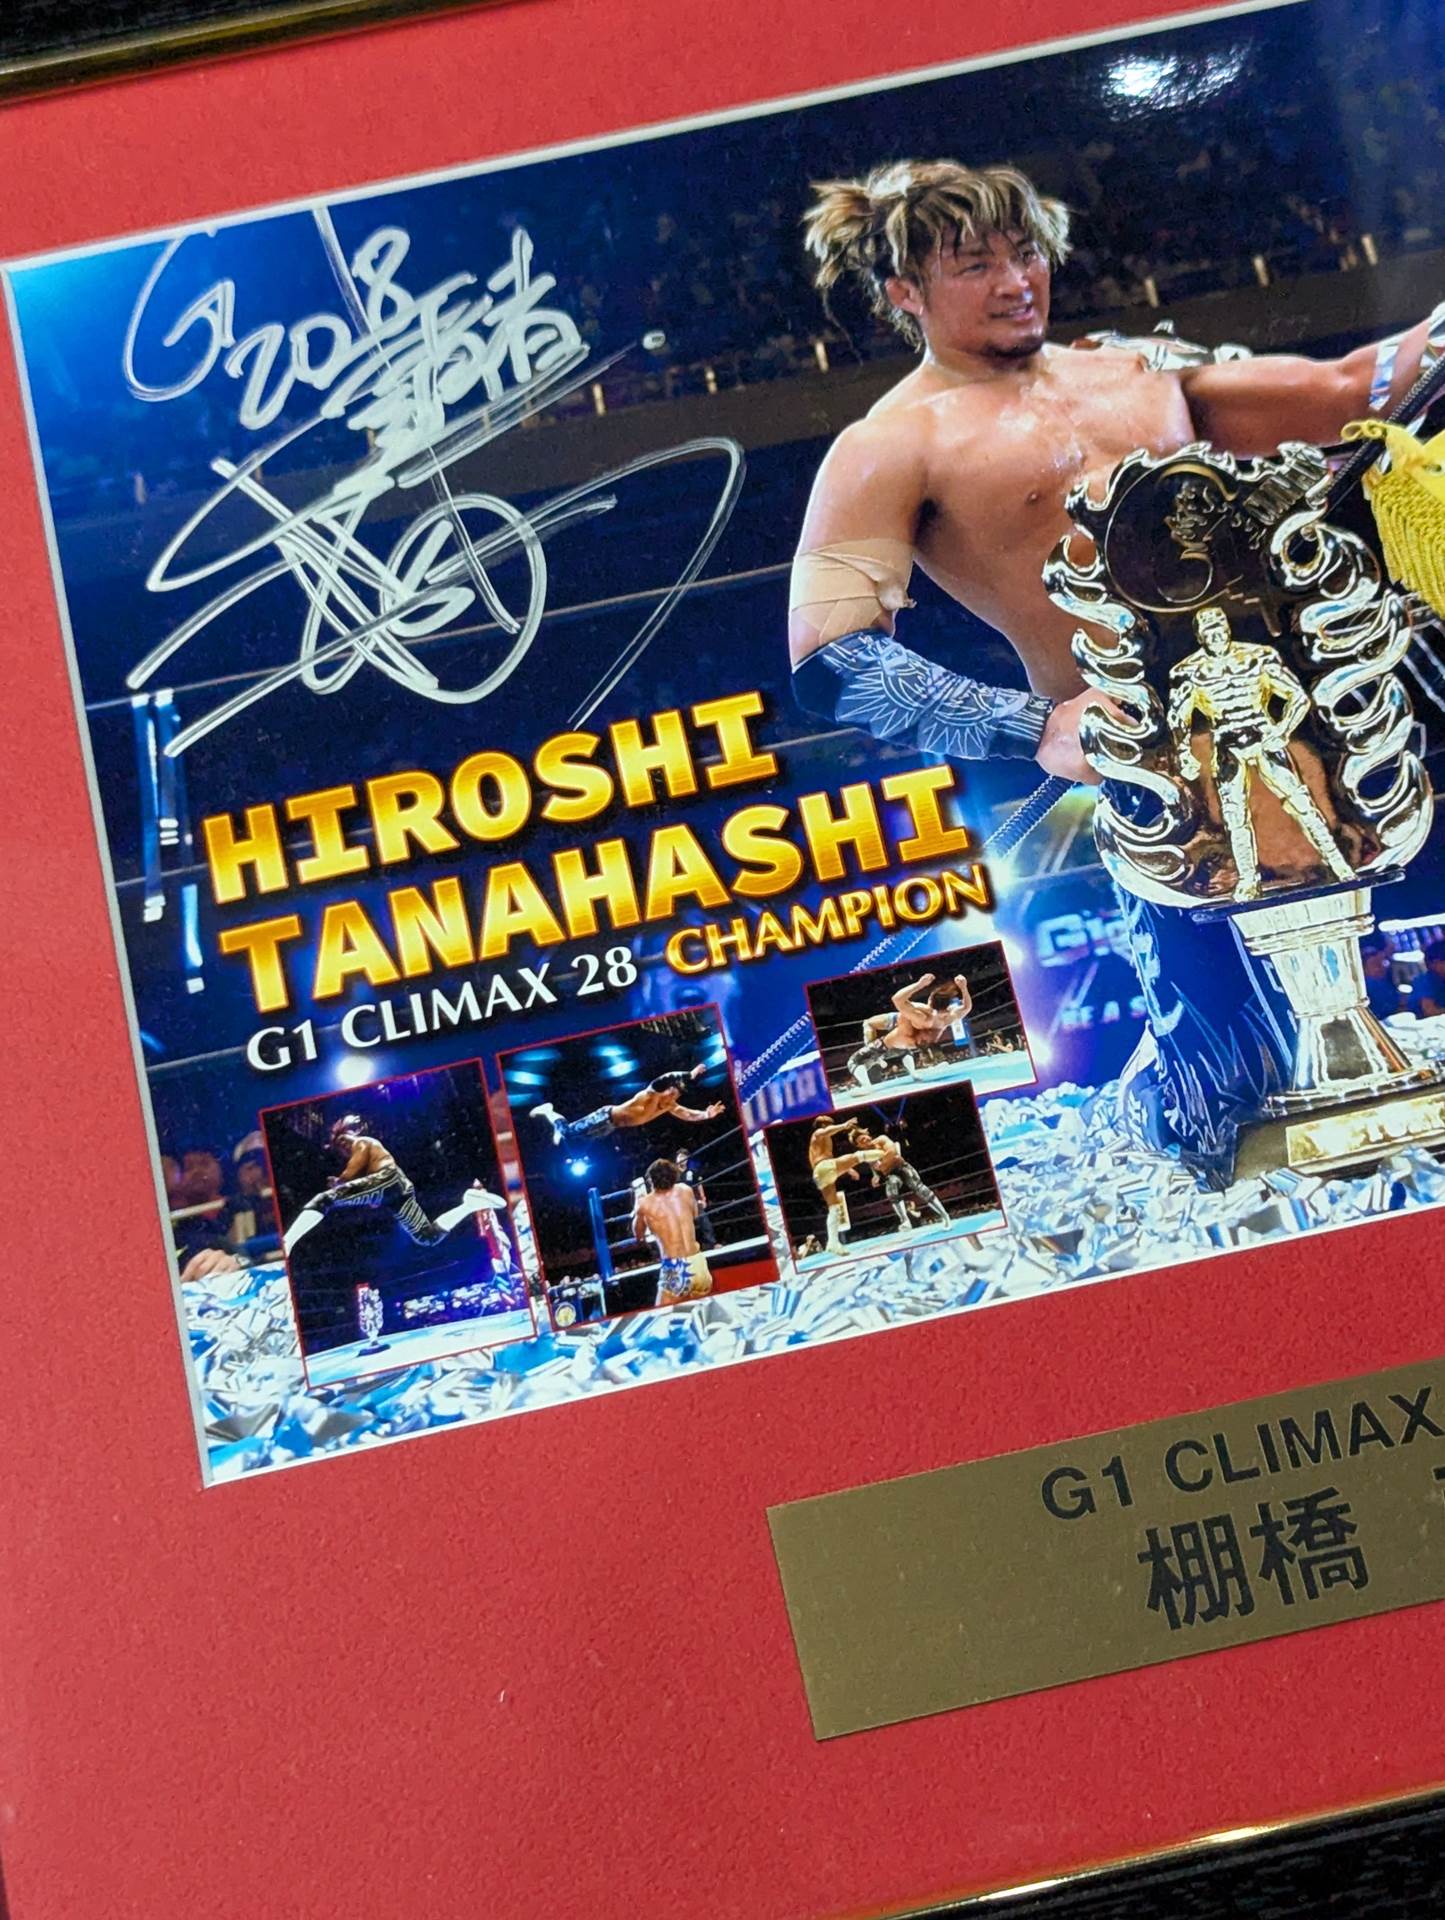 G1
2018 覇者
HIROSHI
TANAHASHI
G1 CLIMAX 28 CHAMPION
G1 CLIMAX
棚橋